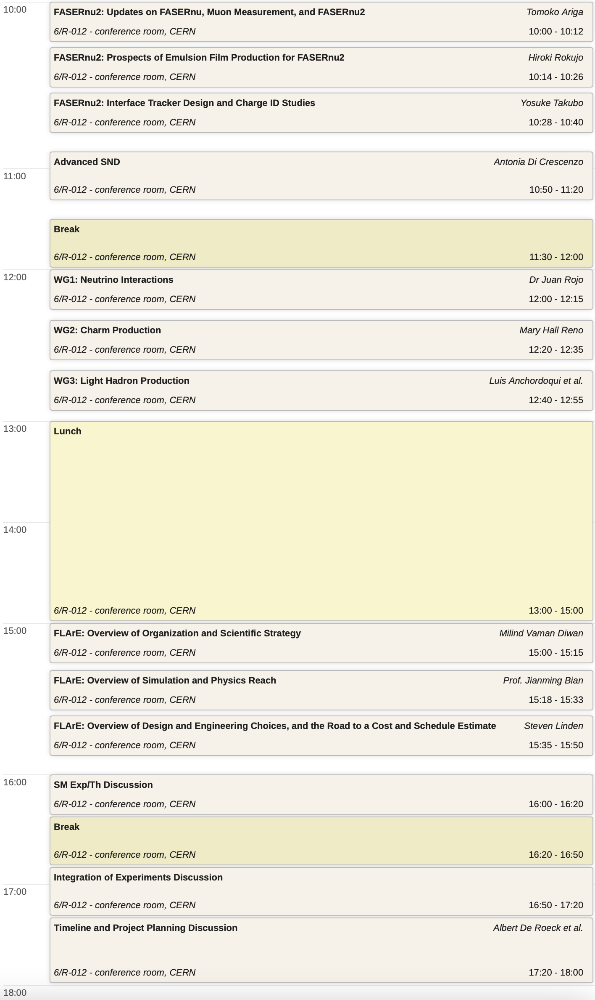 10:00
FASERnu2: Updates on FASERnu, Muon Measurement, and FASERnu2 Tomoko Ariga
6/R-012 - conference room, CERN 10:00 - 10:12
FASERnu2: Prospects of Emulsion Film Production for FASERnu2 Hiroki Rokujo
6/R-012 - conference room, CERN 10:14 - 10:26
FASERnu2: Interface Tracker Design and Charge ID Studies Yosuke Takubo
6/R-012 - conference room, CERN 10:28 - 10:40
Advanced SND Antonia Di Crescenzo
11:00
6/R-012 - conference room, CERN 10:50 - 11:20
Break
6/R-012 - conference room, CERN 11:30 - 12:00
12:00
WG1: Neutrino Interactions Dr Juan Rojo
6/R-012 - conference room, CERN 12:00 - 12:15
WG2: Charm Production Mary Hall Reno
6/R-012 - conference room, CERN 12:20 - 12:35
WG3: Light Hadron Production Luis Anchordoqui et al.
6/R-012 - conference room, CERN 12:40 - 12:55
13:00
Lunch
14:00
6/R-012 - conference room, CERN 13:00 - 15:00
15:00
FLArE: Overview of Organization and Scientific Strategy Milind Vaman Diwan
6/R-012 - conference room, CERN 15:00 - 15:15
FLArE: Overview of Simulation and Physics Reach Prof. Jianming Bian
6/R-012 - conference room, CERN 15:18 - 15:33
FLArE: Overview of Design and Engineering Choices, and the Road to a Cost and Schedule Estimate Steven Linden
6/R-012 - conference room, CERN 15:35 - 15:50
16:00
SM Exp/Th Discussion
6/R-012 - conference room, CERN 16:00 - 16:20
Break
6/R-012 - conference room, CERN 16:20 - 16:50
Integration of Experiments Discussion
17:00
6/R-012 - conference room, CERN 16:50 - 17:20
Timeline and Project Planning Discussion Albert De Roeck et al.
6/R-012 - conference room, CERN 17:20 - 18:00
18:00